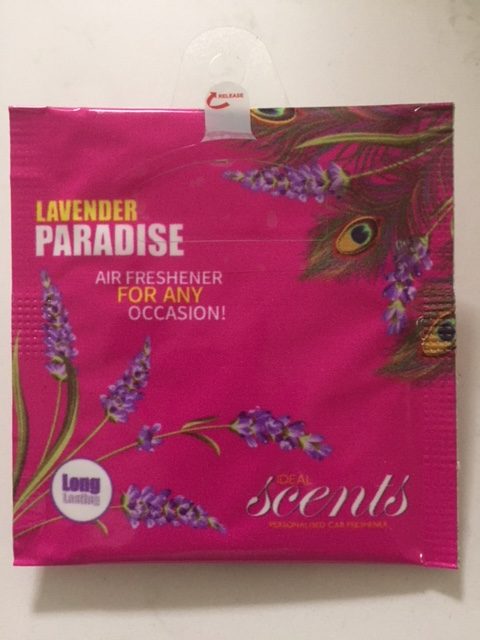 RELEASE
LAVENDER
PARADISE
AIR FRESHENER
FOR ANY
OCCASION!
Long
Lasting
IDEAL
scents
PERSONALISED CAR FRESHENER